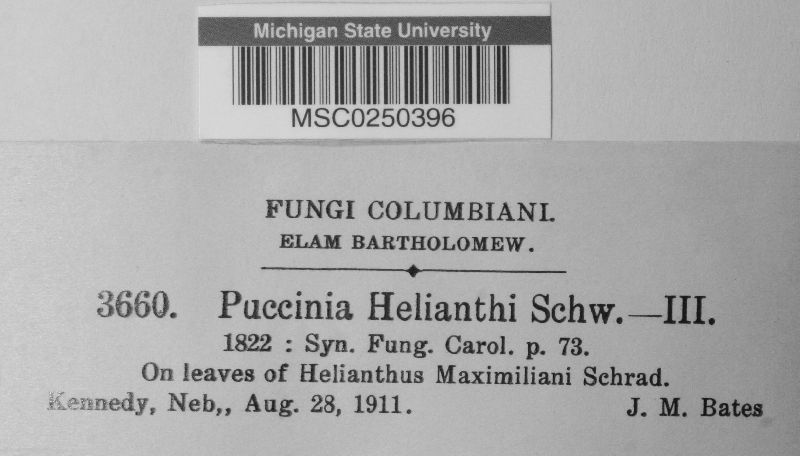 Michigan State University
MSC0250396
FUNGI COLUMBIANI.
ELAM BARTHOLOMEW.
3660. Puccinia Helianthi Schw.—III.
1822 : Syn. Fung. Carol. p. 73.
On leaves of Helianthus Maximiliani Schrad.
Kennedy, Neb,, Aug. 28, 1911. J. M. Bates